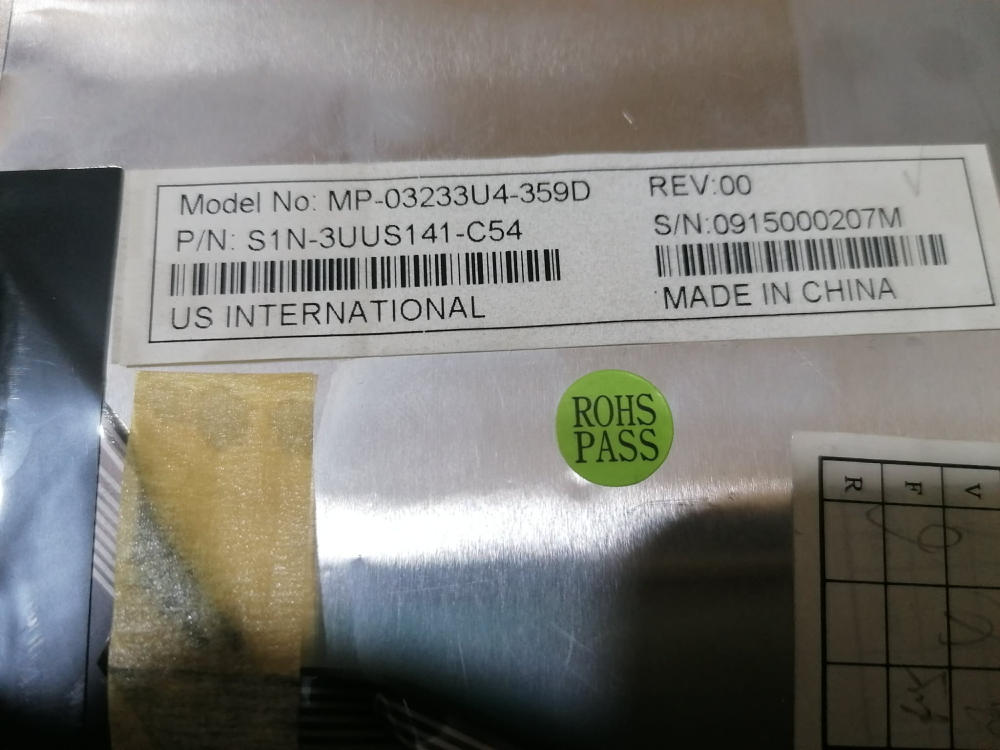 Model No: MP-03233U4-359D
REV:00
P/N: S1N-3UUS141-C54
S/N:0915000207M
US INTERNATIONAL
MADE IN CHINA
ROHS
PASS
R
F
V